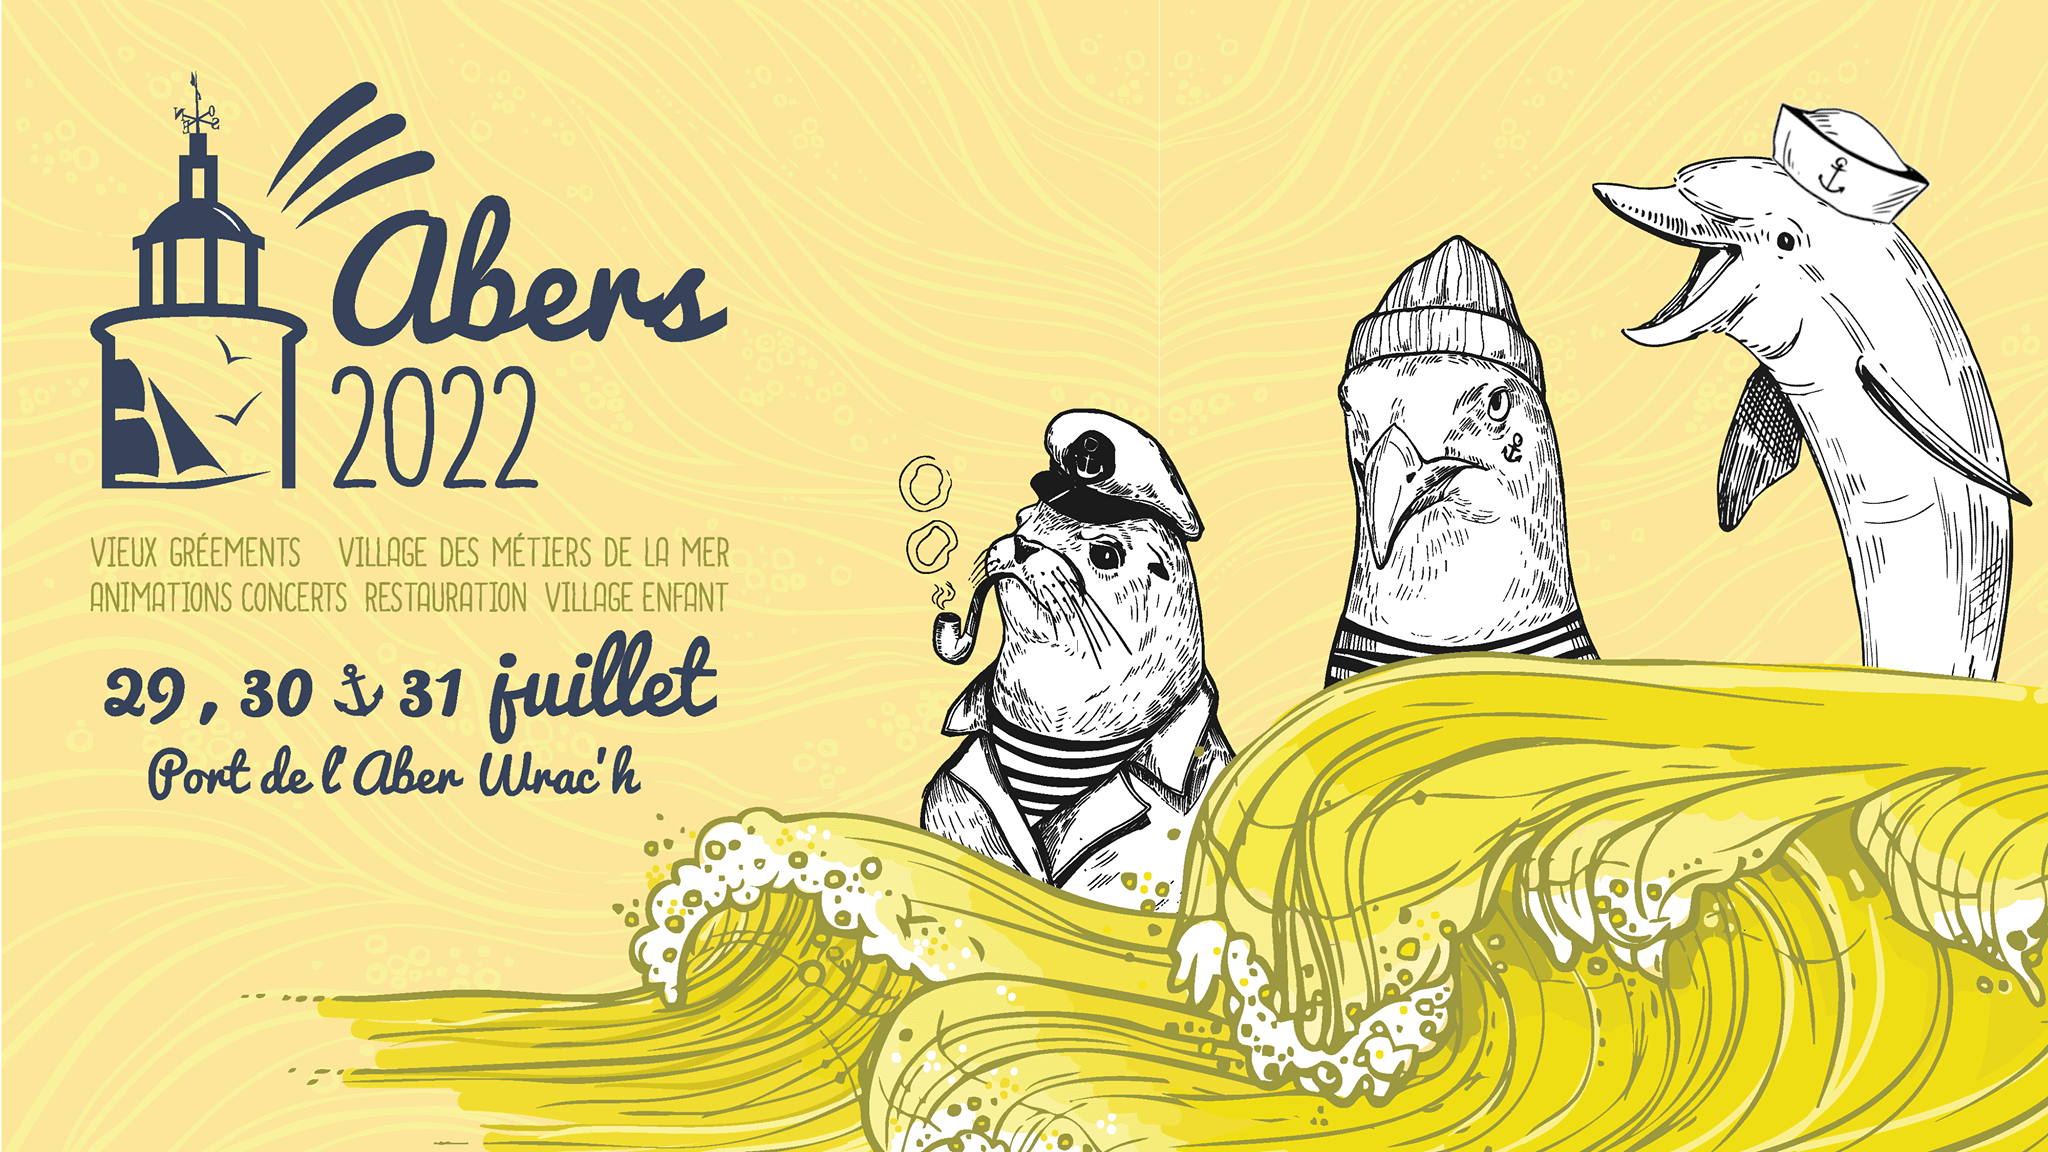 N O
E S
Abers
2022
VIEUX GRÉEMENTS VILLAGE DES MÉTIERS DE LA MER
ANIMATIONS CONCERTS RESTAURATION VILLAGE ENFANT
29, 30 31 juillet
Port de l'Aber Wrac'h